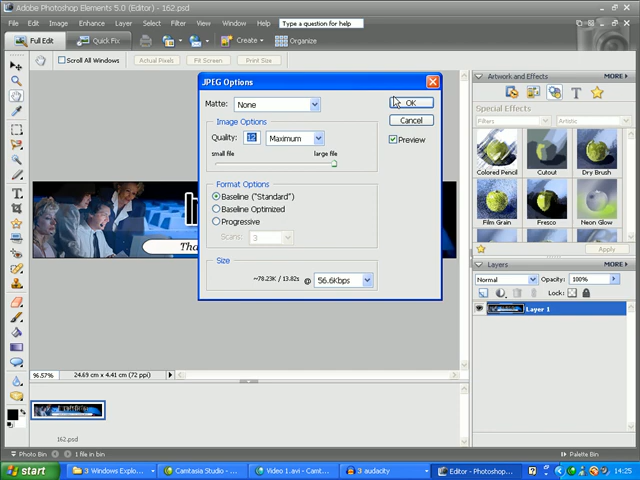 Adobe Photoshop Elements 5.0 (Editor) - 162.psd
File Edit Image Enhance Layer Select Filter View Window Help Type a question for help
Full Edit Quick Fix Create Share Print Size Organize
Scroll All Windows Actual Pixels Fit Screen Print Size
JPEG Options
Matte: None
OK
Cancel
Preview
Image Options
Quality: 12 Maximum
small file large file
Format Options
Baseline ("Standard")
Baseline Optimized
Progressive
Scans: 3
Size
~78.23K / 13.82s @ 56.6Kbps
Artwork and Effects MORE
Special Effects
Filters Artistic
Colored Pencil Cutout Dry Brush
Film Grain Fresco Neon Glow
Apply
Layers MORE
Normal Opacity: 100%
Lock:
Layer 1
96.57% 24.69 cm x 4.41 cm (72 ppi)
162.psd
Photo Bin 1 file in bin Palette Bin
start 3 Windows Explo... Camtasia Studio - ... Video 1.avi - Camt... 3 audacity Editor - Photoshop... 14:25